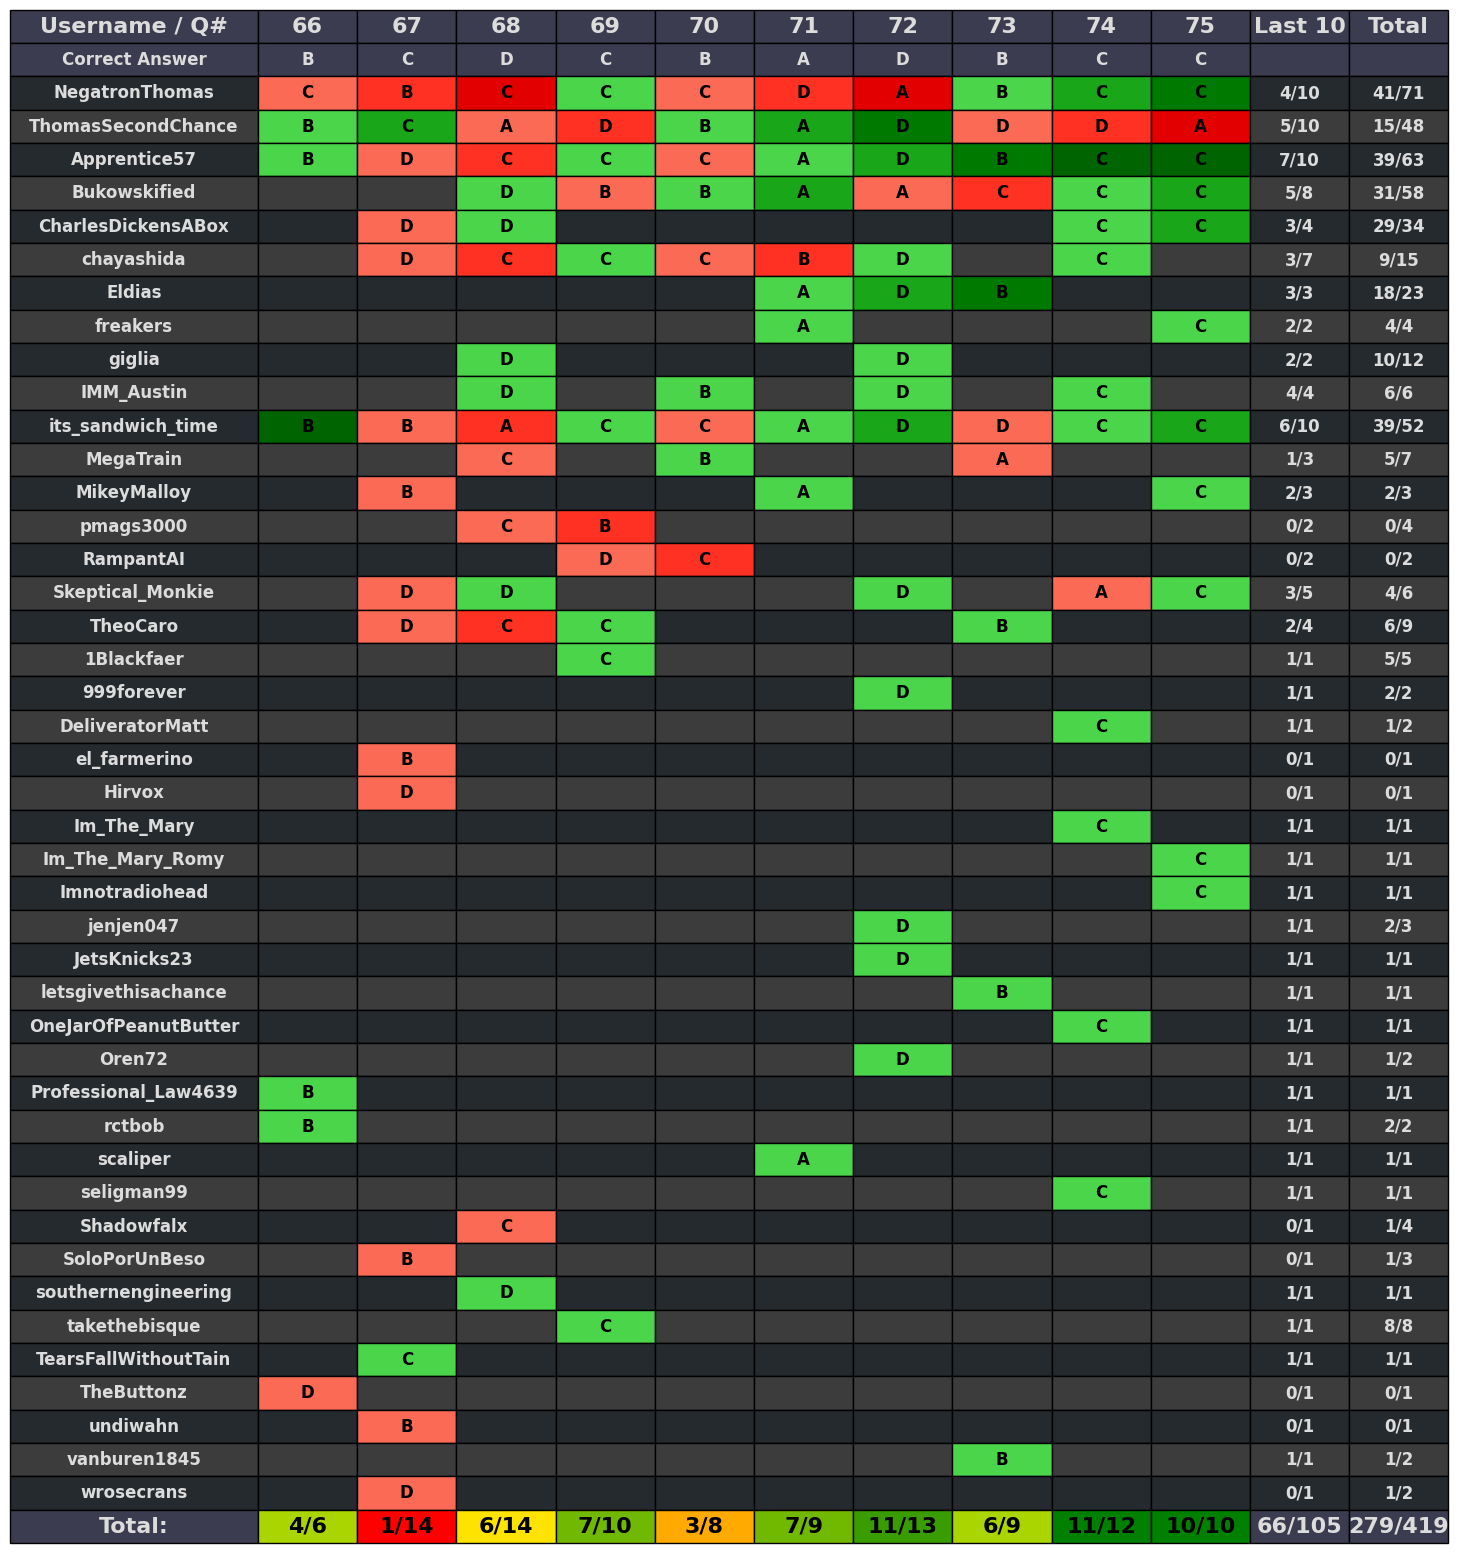 Username / Q# 66 67 68 69 70 71 72 73 74 75 Last 10 Total
Correct Answer B C D C B A D B C C
NegatronThomas C B C C C D A B C C 4/10 41/71
ThomasSecondChance B C A D B A D D D A 5/10 15/48
Apprentice57 B D C C C A D B C C 7/10 39/63
Bukowskified D B B A A C C C 5/8 31/58
CharlesDickensABox D D C C 3/4 29/34
chayashida D C C C B D C 3/7 9/15
Eldias A D B 3/3 18/23
freakers A C 2/2 4/4
giglia D D 2/2 10/12
IMM_Austin D B D C 4/4 6/6
its_sandwich_time B B A C C A D D C C 6/10 39/52
MegaTrain C B A 1/3 5/7
MikeyMalloy B A C 2/3 2/3
pmags3000 C B 0/2 0/4
RampantAI D C 0/2 0/2
Skeptical_Monkie D D D A C 3/5 4/6
TheoCaro D C C B 2/4 6/9
1Blackfaer C 1/1 5/5
999forever D 1/1 2/2
DeliveratorMatt C 1/1 1/2
el_farmerino B 0/1 0/1
Hirvox D 0/1 0/1
Im_The_Mary C 1/1 1/1
Im_The_Mary_Romy C 1/1 1/1
Imnotradiohead C 1/1 1/1
jenjen047 D 1/1 2/3
JetsKnicks23 D 1/1 1/1
letsgivethisachance B 1/1 1/1
OneJarOfPeanutButter C 1/1 1/1
Oren72 D 1/1 1/2
Professional_Law4639 B 1/1 1/1
rctbob B 1/1 2/2
scaliper A 1/1 1/1
seligman99 C 1/1 1/1
Shadowfalx C 0/1 1/4
SoloPorUnBeso B 0/1 1/3
southernengineering D 1/1 1/1
takethebisque C 1/1 8/8
TearsFallWithoutTain C 1/1 1/1
TheButtonz D 0/1 0/1
undiwahn B 0/1 0/1
vanburen1845 B 1/1 1/2
wrosecrans D 0/1 1/2
Total: 4/6 1/14 6/14 7/10 3/8 7/9 11/13 6/9 11/12 10/10 66/105 279/419